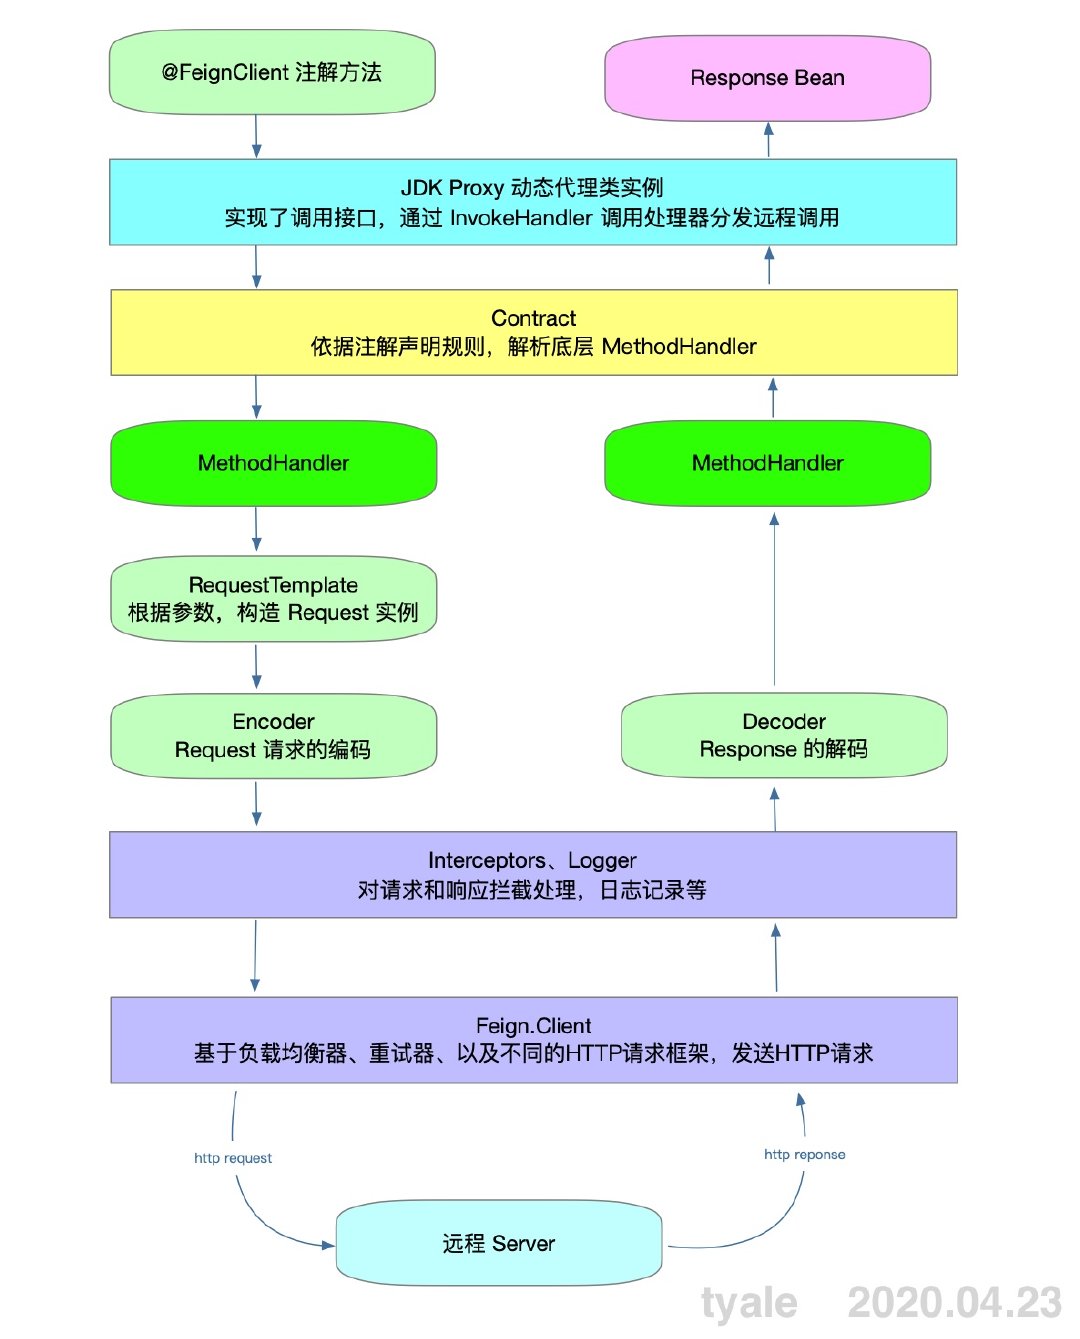 @FeignClient 注解方法
Response Bean
JDK Proxy 动态代理类实例
实现了调用接口，通过 InvokeHandler 调用处理器分发远程调用
Contract
依据注解声明规则，解析底层 MethodHandler
MethodHandler
MethodHandler
RequestTemplate
根据参数，构造 Request 实例
Encoder
Request 请求的编码
Decoder
Response 的解码
Interceptors、Logger
对请求和响应拦截处理，日志记录等
Feign.Client
基于负载均衡器、重试器、以及不同的HTTP请求框架，发送HTTP请求
http request
http reponse
远程 Server
tyale 2020.04.23